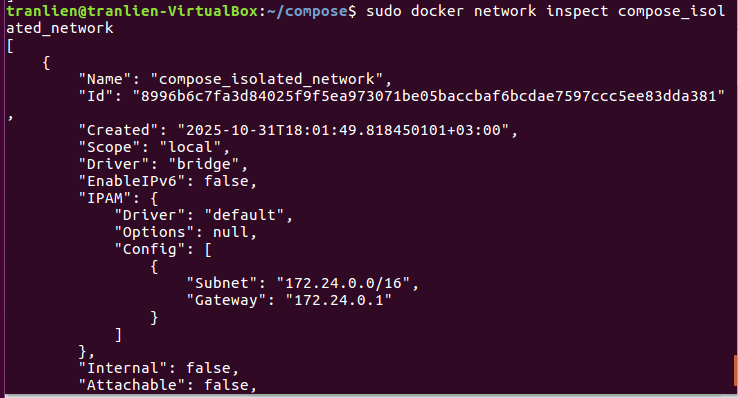 tranlien@tranlien-VirtualBox:~/compose$ sudo docker network inspect compose_isol
ated_network
[
    {
        "Name": "compose_isolated_network",
        "Id": "8996b6c7fa3d84025f9f5ea973071be05baccbaf6bcdae7597ccc5ee83dda381"
,
        "Created": "2025-10-31T18:01:49.818450101+03:00",
        "Scope": "local",
        "Driver": "bridge",
        "EnableIPv6": false,
        "IPAM": {
            "Driver": "default",
            "Options": null,
            "Config": [
                {
                    "Subnet": "172.24.0.0/16",
                    "Gateway": "172.24.0.1"
                }
            ]
        },
        "Internal": false,
        "Attachable": false,